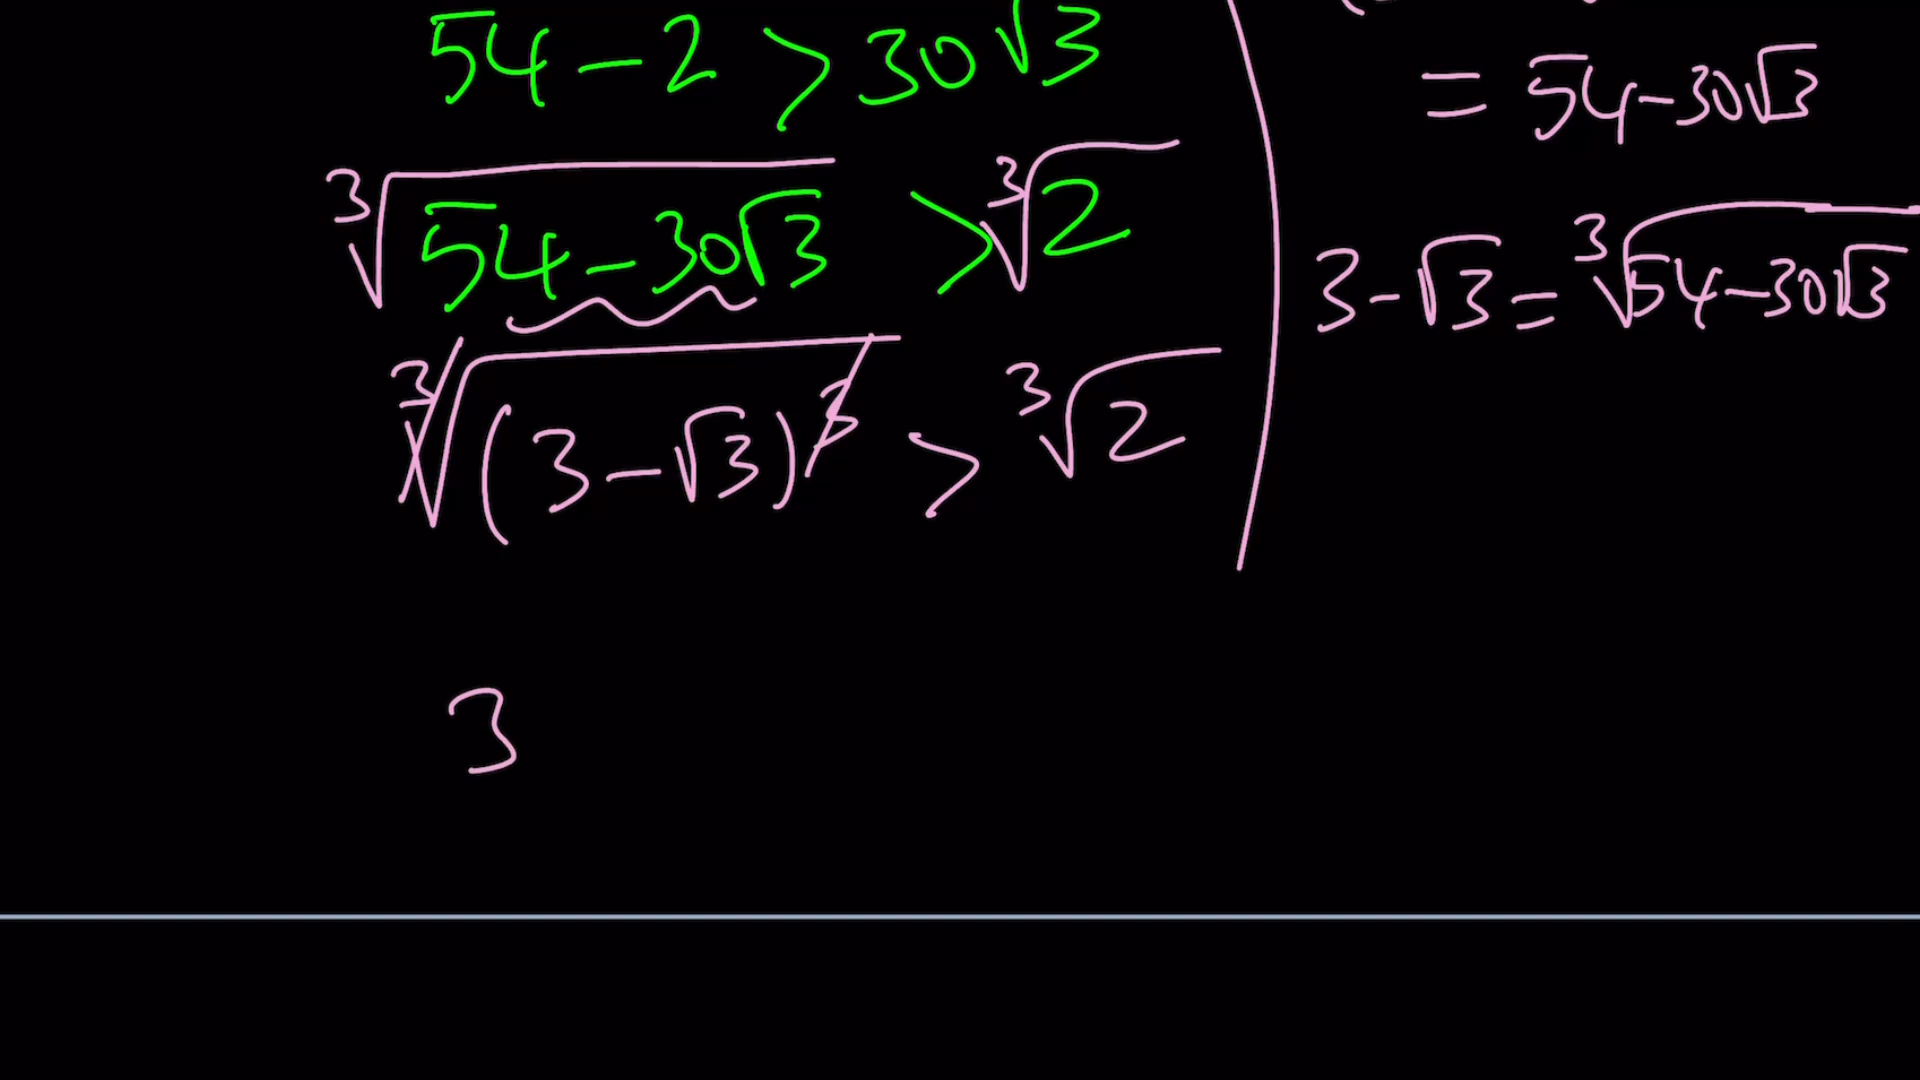 54 - 2 > 30√3
∛(54 - 30√3) > ∛2
∛((3 - √3)³) > ∛2
3
= 54 - 30√3
3 - √3 = ∛(54 - 30√3)